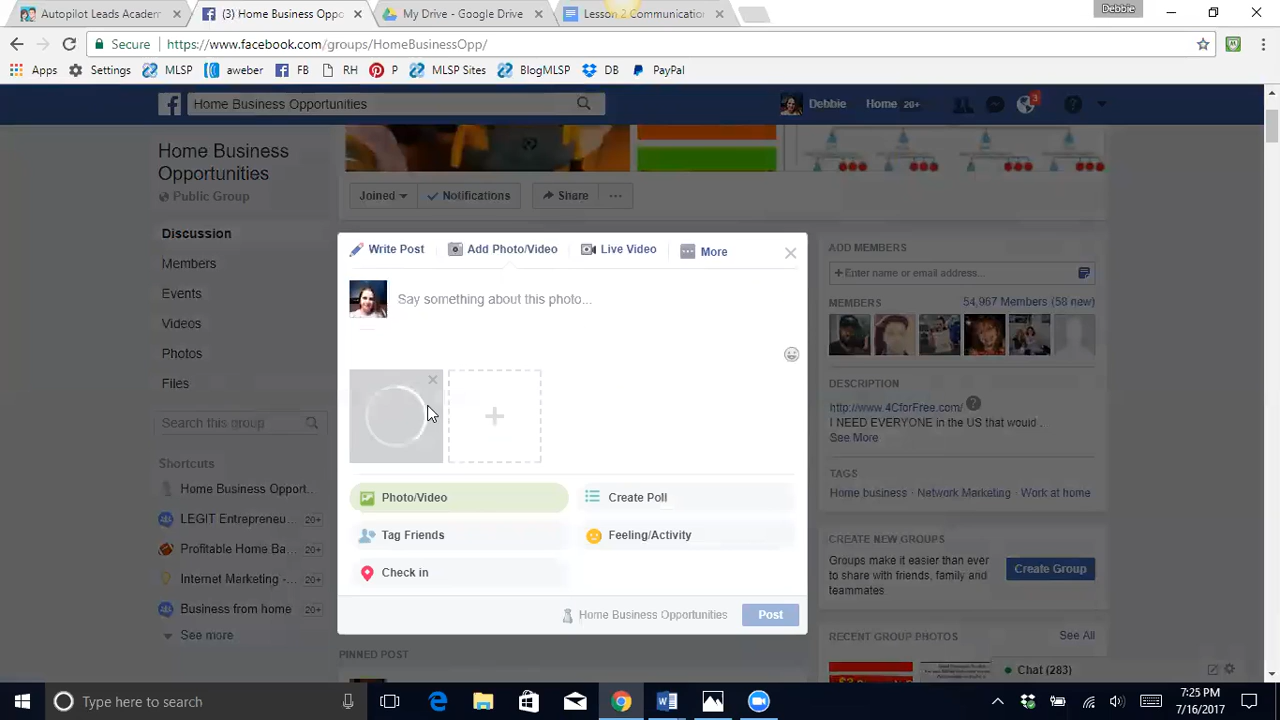 Autopilot Leads Acaden
(3) Home Business Oppo
My Drive - Google Drive
Lesson 2 Communication
Debbie
Secure
https://www.facebook.com/groups/HomeBusinessOpp/
Apps
Settings
MLSP
aweber
FB
RH
P
MLSP Sites
BlogMLSP
DB
PayPal
Home Business Opportunities
Debbie
Home 20+
3
Home Business
Opportunities
Public Group
Joined
Notifications
Share
Discussion
Members
Events
Videos
Photos
Files
Search this group
Shortcuts
Home Business Opport...
LEGIT Entrepreneu... 20+
Profitable Home Ba... 20+
Internet Marketing -... 20+
Business from home 20+
See more
Write Post
Add Photo/Video
Live Video
More
Say something about this photo...
Photo/Video
Create Poll
Tag Friends
Feeling/Activity
Check in
Home Business Opportunities
Post
PINNED POST
ADD MEMBERS
+ Enter name or email address...
MEMBERS
54,967 Members (58 new)
DESCRIPTION
http://www.4CforFree.com/
I NEED EVERYONE in the US that would .
See More
TAGS
Home business · Network Marketing · Work at home
CREATE NEW GROUPS
Groups make it easier than ever
to share with friends, family and
teammates
Create Group
RECENT GROUP PHOTOS
See All
Chat (283)
Type here to search
7:25 PM
7/16/2017